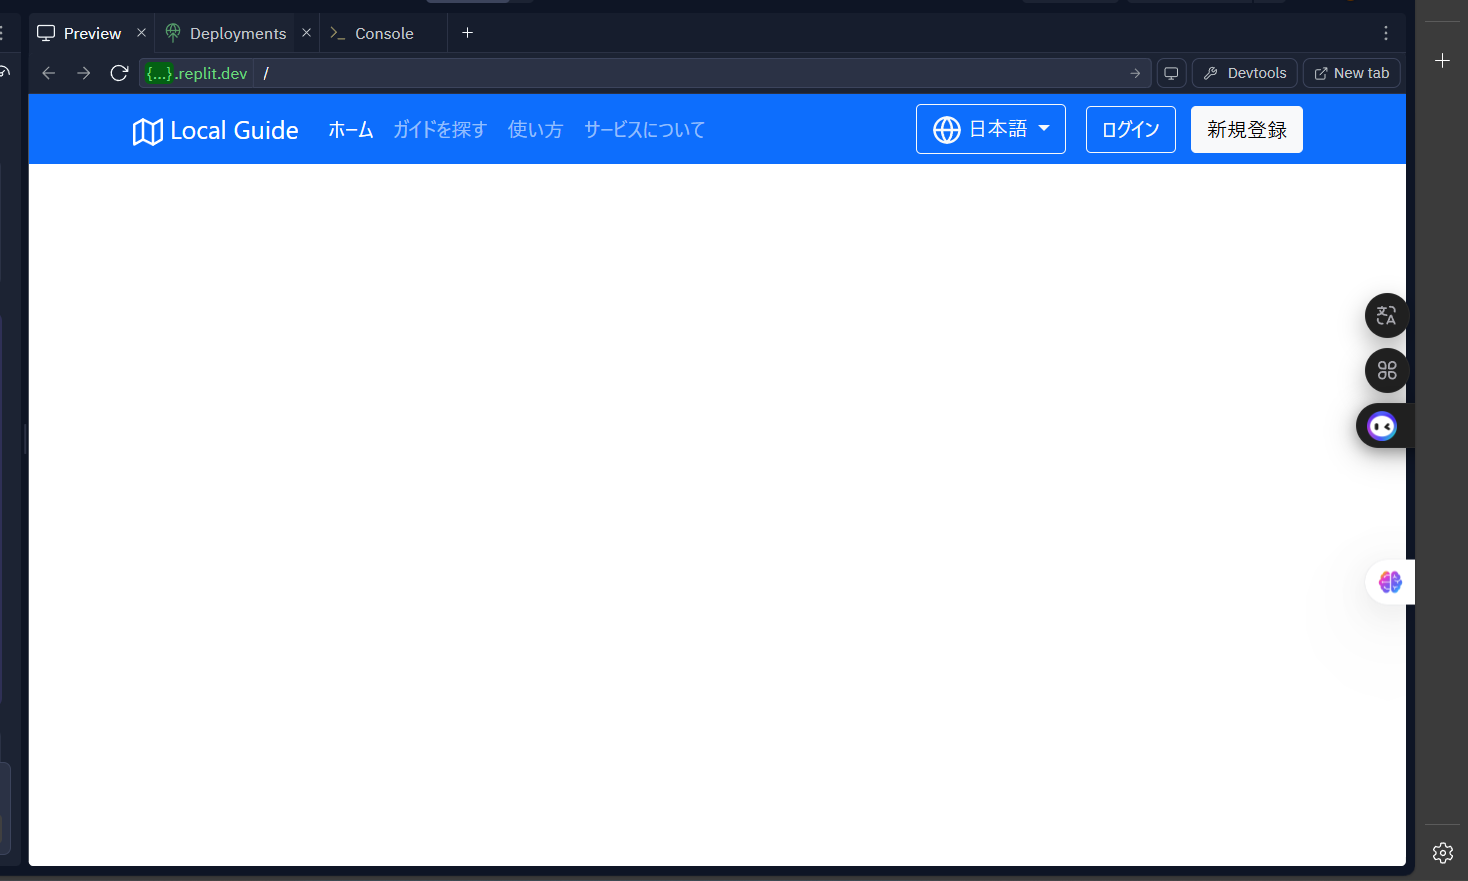 Preview
Deployments
Console
{...}.replit.dev /
Devtools
New tab
Local Guide
ホーム
ガイドを探す
使い方
サービスについて
日本語
ログイン
新規登録